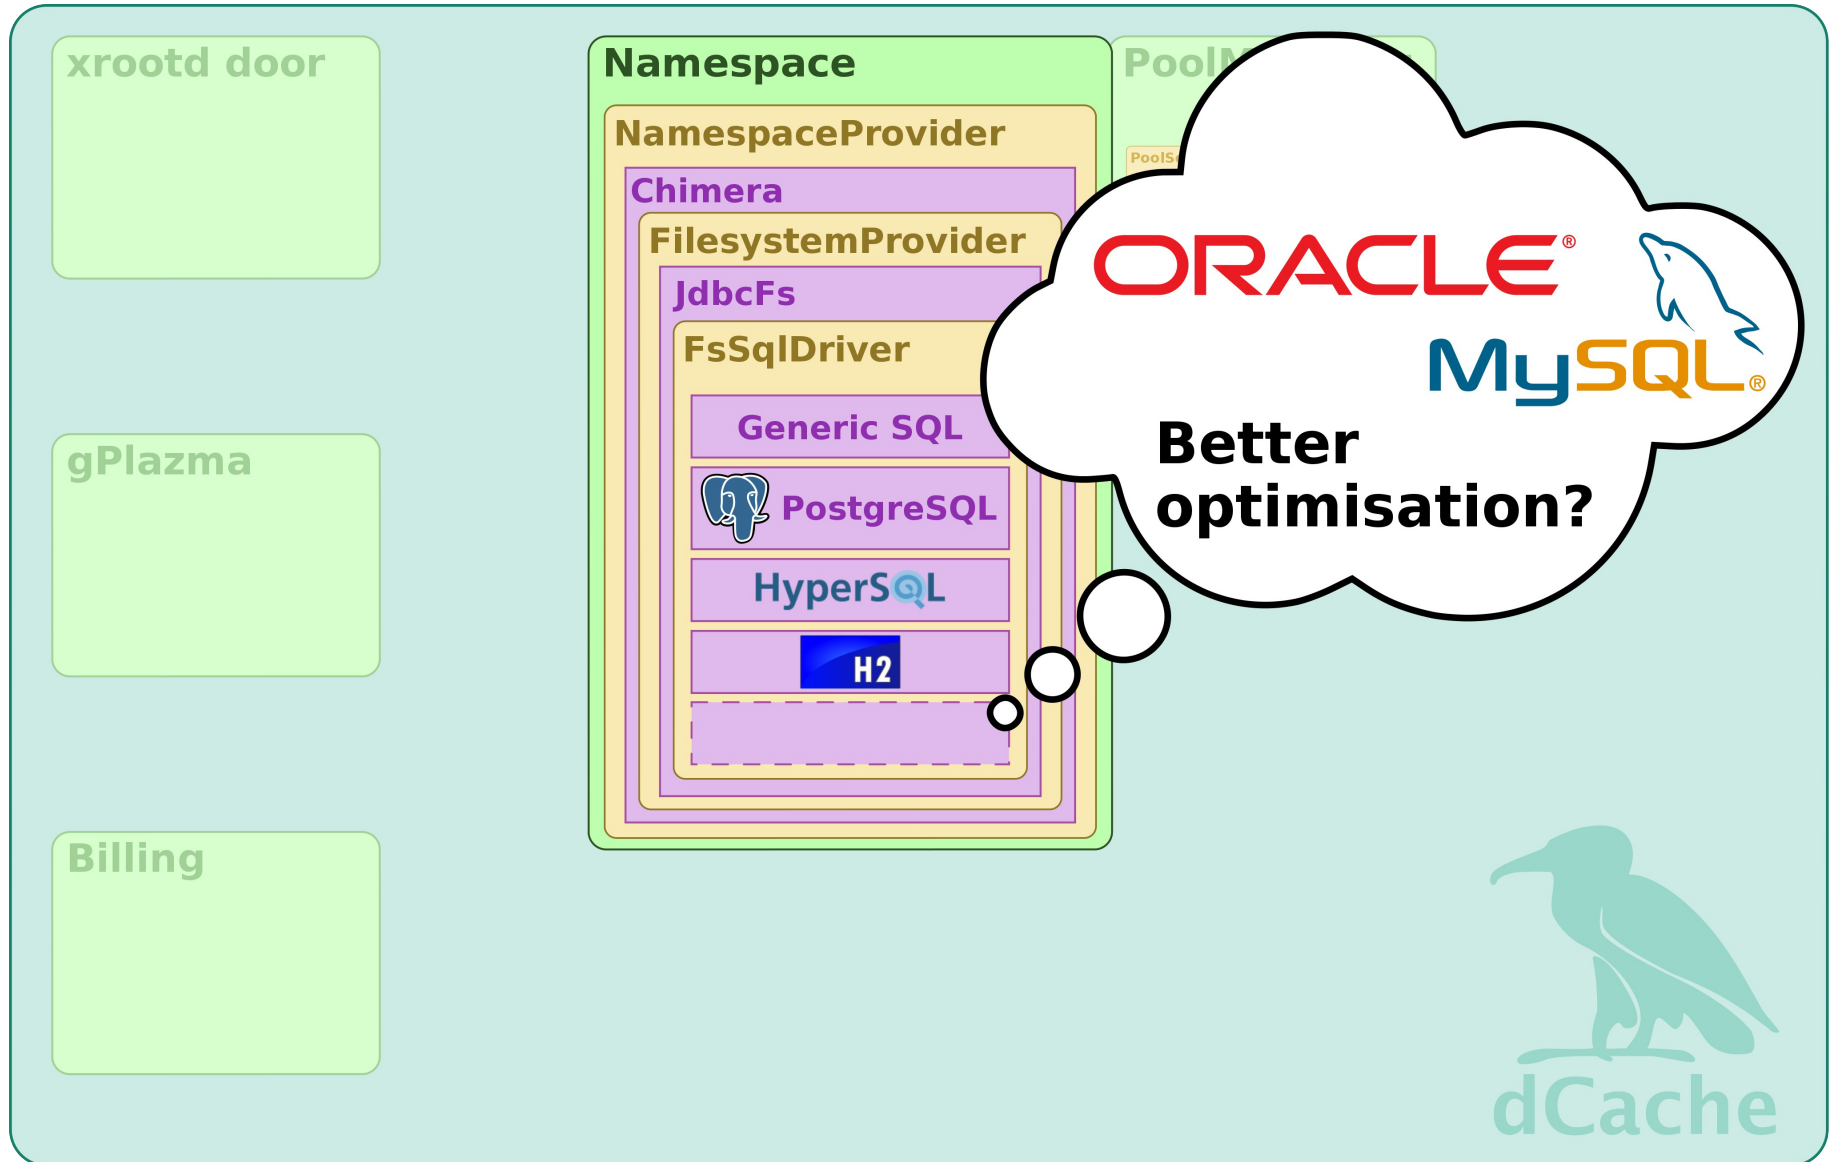 xrootd door
gPlazma
Billing
Namespace
NamespaceProvider
Chimera
FilesystemProvider
JdbcFs
FsSqlDriver
Generic SQL
PostgreSQL
HyperSQL
H2
ORACLE®
MySQL®
Better
optimisation?
dCache